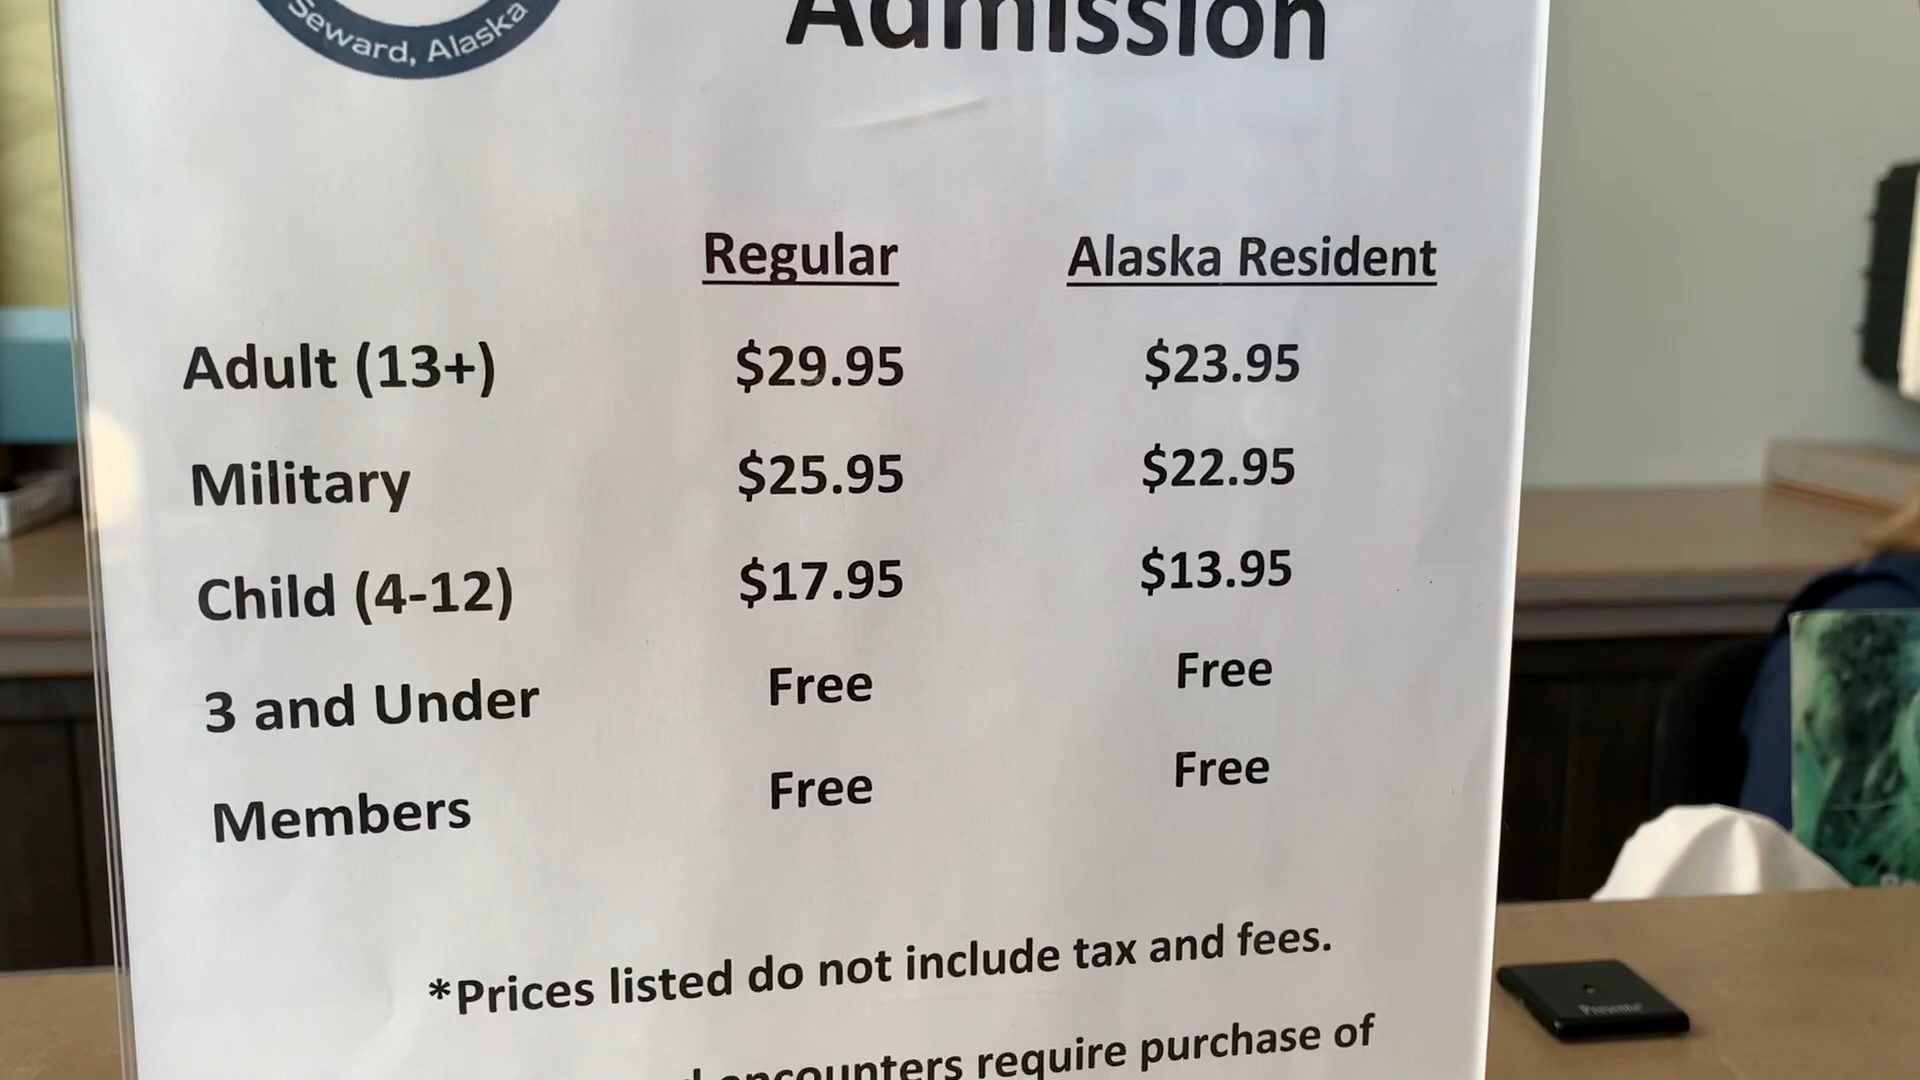 Seward, Alaska
Admission
Regular Alaska Resident
Adult (13+) $29.95 $23.95
Military $25.95 $22.95
Child (4-12) $17.95 $13.95
3 and Under Free Free
Members Free Free
*Prices listed do not include tax and fees.
encounters require purchase of